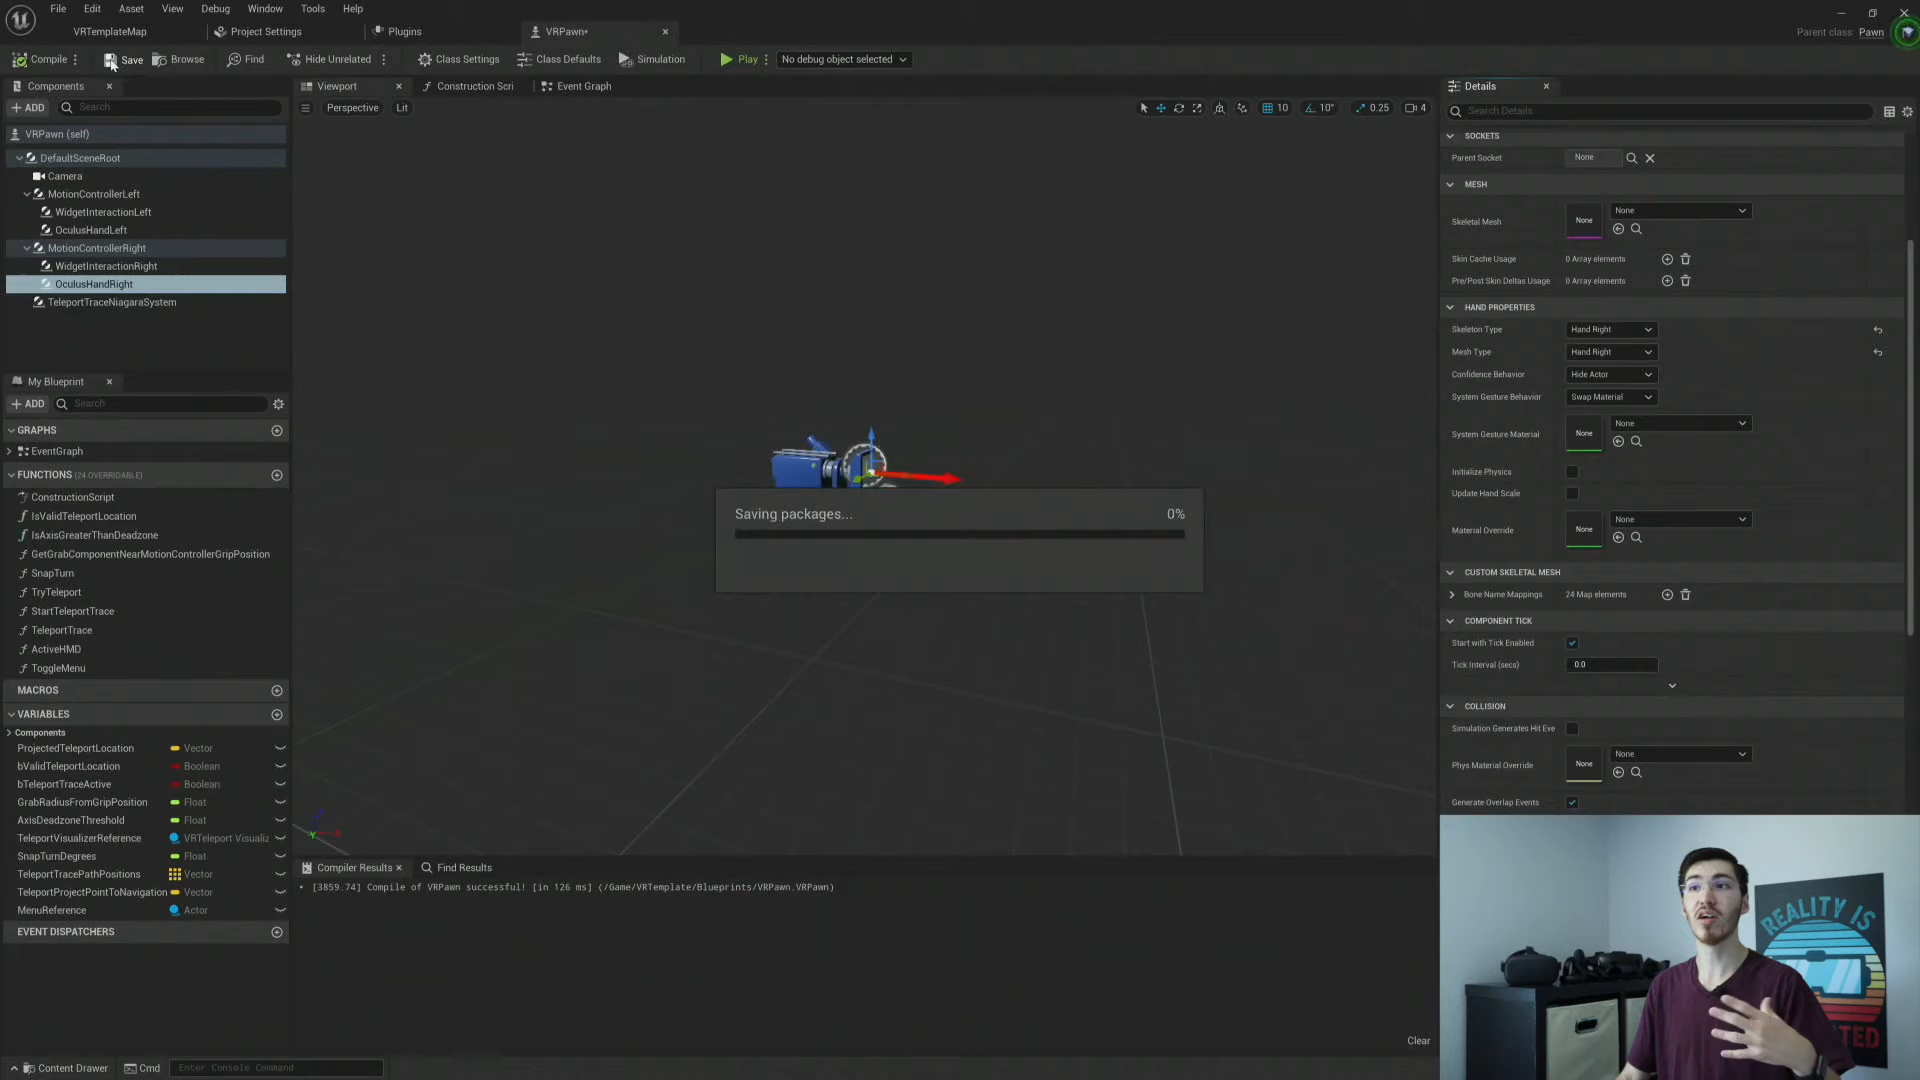 File Edit Asset View Debug Window Tools Help
VRTemplateMap Project Settings Plugins VRPawn•
Parent class: Pawn
Compile Save Browse Find Hide Unrelated Class Settings Class Defaults Simulation Play No debug object selected
Components
ADD Search
VRPawn (self)
DefaultSceneRoot
Camera
MotionControllerLeft
WidgetInteractionLeft
OculusHandLeft
MotionControllerRight
WidgetInteractionRight
OculusHandRight
TeleportTraceNiagaraSystem
My Blueprint
ADD Search
GRAPHS
EventGraph
FUNCTIONS (24 OVERRIDABLE)
ConstructionScript
IsValidTeleportLocation
IsAxisGreaterThanDeadzone
GetGrabComponentNearMotionControllerGripPosition
SnapTurn
TryTeleport
StartTeleportTrace
TeleportTrace
ActiveHMD
ToggleMenu
MACROS
VARIABLES
Components
ProjectedTeleportLocation Vector
bValidTeleportLocation Boolean
bTeleportTraceActive Boolean
GrabRadiusFromGripPosition Float
AxisDeadzoneThreshold Float
TeleportVisualizerReference VRTeleport Visualiz
SnapTurnDegrees Float
TeleportTracePathPositions Vector
TeleportProjectPointToNavigation Vector
MenuReference Actor
EVENT DISPATCHERS
Viewport Construction Scri Event Graph
Perspective Lit
10 10° 0.25 4
Saving packages... 0%
Compiler Results Find Results
• [3859.74] Compile of VRPawn successful! [in 126 ms] (/Game/VRTemplate/Blueprints/VRPawn.VRPawn)
Clear
Content Drawer Cmd Enter Console Command
Details
Search Details
SOCKETS
Parent Socket None
MESH
Skeletal Mesh None None
Skin Cache Usage 0 Array elements
Pre/Post Skin Deltas Usage 0 Array elements
HAND PROPERTIES
Skeleton Type Hand Right
Mesh Type Hand Right
Confidence Behavior Hide Actor
System Gesture Behavior Swap Material
System Gesture Material None None
Initialize Physics
Update Hand Scale
Material Override None None
CUSTOM SKELETAL MESH
Bone Name Mappings 24 Map elements
COMPONENT TICK
Start with Tick Enabled
Tick Interval (secs) 0.0
COLLISION
Simulation Generates Hit Eve
Phys Material Override None None
Generate Overlap Events
REALITY IS